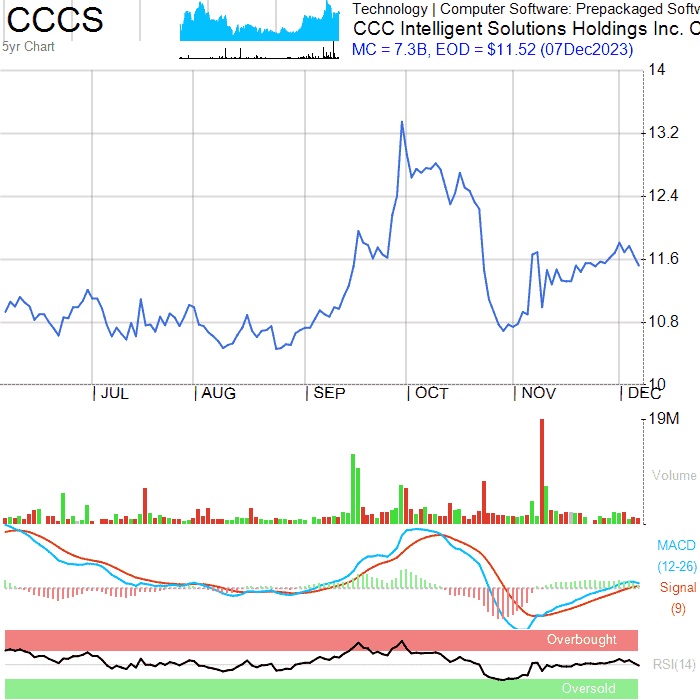 CCCS
5yr Chart
Technology | Computer Software: Prepackaged Softw
CCC Intelligent Solutions Holdings Inc. C
MC = 7.3B, EOD = $11.52 (07Dec2023)
14
13.2
12.4
11.6
10.8
10
JUL
AUG
SEP
OCT
NOV
DEC
19M
Volume
MACD
(12-26)
Signal
(9)
Overbought
RSI(14)
Oversold